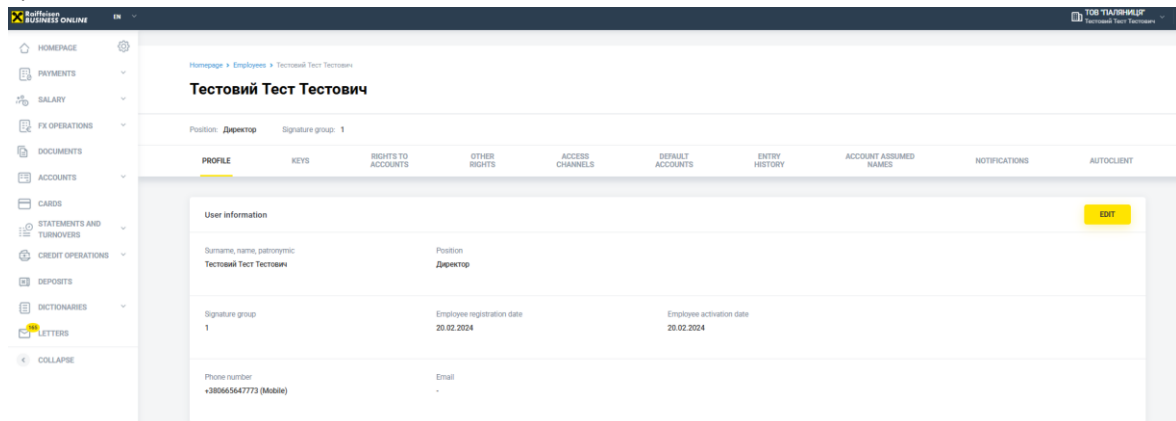 Raiffeisen
BUSINESS ONLINE
EN
ТОВ "ПАЛЯНИЦЯ"
Тестовий Тест Тестович
HOMEPAGE
PAYMENTS
SALARY
FX OPERATIONS
DOCUMENTS
ACCOUNTS
CARDS
STATEMENTS AND
TURNOVERS
CREDIT OPERATIONS
DEPOSITS
DICTIONARIES
165
LETTERS
COLLAPSE
Homepage Employees Тестовий Тест Тестович
Тестовий Тест Тестович
Position: Директор Signature group: 1
PROFILE
KEYS
RIGHTS TO
ACCOUNTS
OTHER
RIGHTS
ACCESS
CHANNELS
DEFAULT
ACCOUNTS
ENTRY
HISTORY
ACCOUNT ASSUMED
NAMES
NOTIFICATIONS
AUTOCLIENT
User information
EDIT
Surname, name, patronymic
Тестовий Тест Тестович
Position
Директор
Signature group
1
Employee registration date
20.02.2024
Employee activation date
20.02.2024
Phone number
+380665647773 (Mobile)
Email
-